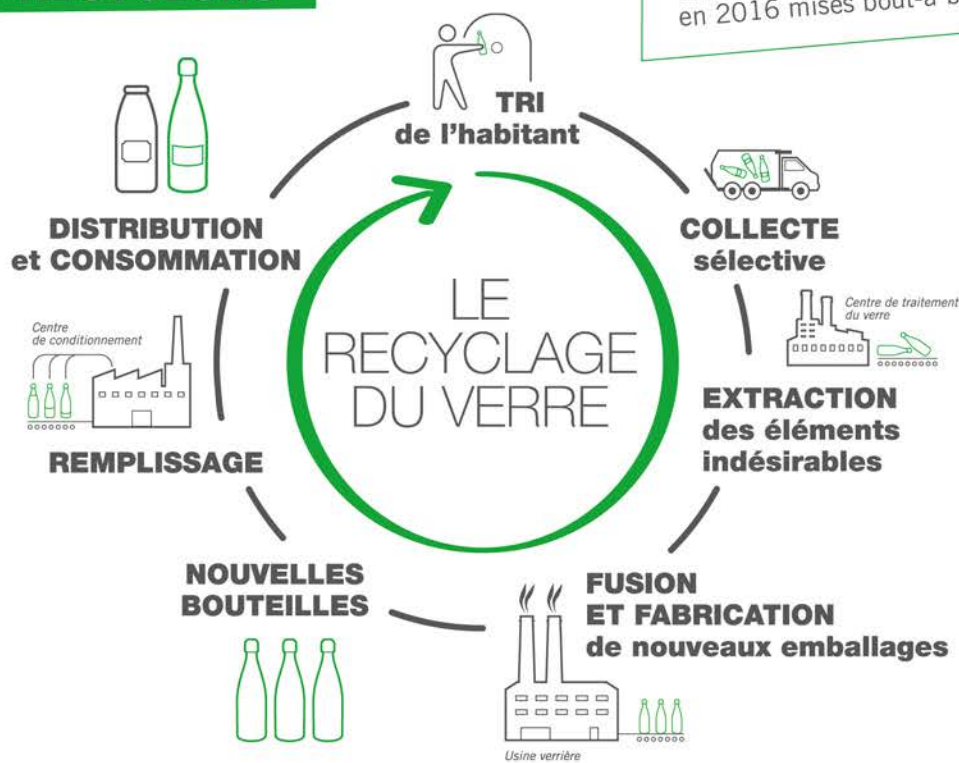 en 2016 mises bout-à
TRI
de l'habitant
COLLECTE
sélective
Centre de traitement
du verre
EXTRACTION
des éléments
indésirables
FUSION
ET FABRICATION
de nouveaux emballages
Usine verrière
NOUVELLES
BOUTEILLES
REMPLISSAGE
Centre
de conditionnement
DISTRIBUTION
et CONSOMMATION
LE
RECYCLAGE
DU VERRE